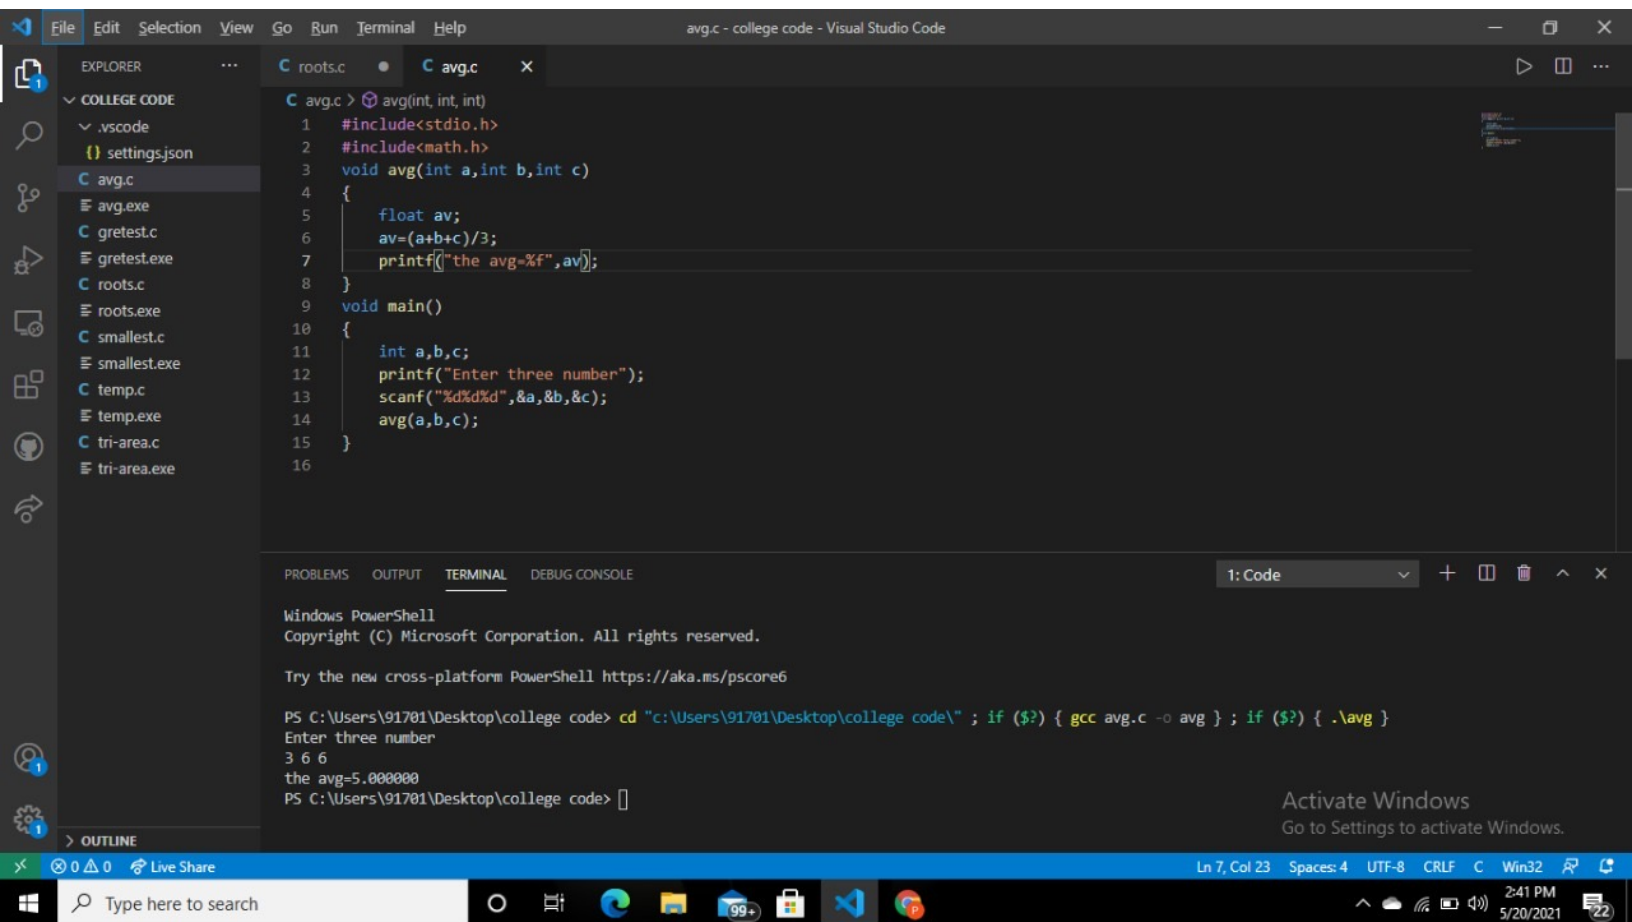 File Edit Selection View Go Run Terminal Help avg.c - college code - Visual Studio Code
EXPLORER ...
COLLEGE CODE
.vscode
{} settings.json
C avg.c
avg.exe
C gretest.c
gretest.exe
C roots.c
roots.exe
C smallest.c
smallest.exe
C temp.c
temp.exe
C tri-area.c
tri-area.exe
OUTLINE
C roots.c C avg.c
C avg.c > avg(int, int, int)
1 #include<stdio.h>
2 #include<math.h>
3 void avg(int a,int b,int c)
4 {
5 float av;
6 av=(a+b+c)/3;
7 printf("the avg=%f",av);
8 }
9 void main()
10 {
11 int a,b,c;
12 printf("Enter three number");
13 scanf("%d%d%d",&a,&b,&c);
14 avg(a,b,c);
15 }
16
PROBLEMS OUTPUT TERMINAL DEBUG CONSOLE 1: Code
Windows PowerShell
Copyright (C) Microsoft Corporation. All rights reserved.
Try the new cross-platform PowerShell https://aka.ms/pscore6
PS C:\Users\91701\Desktop\college code> cd "c:\Users\91701\Desktop\college code\" ; if ($?) { gcc avg.c -o avg } ; if ($?) { .\avg }
Enter three number
3 6 6
the avg=5.000000
PS C:\Users\91701\Desktop\college code>
Activate Windows
Go to Settings to activate Windows.
1
1
1
0 0 Live Share Ln 7, Col 23 Spaces: 4 UTF-8 CRLF C Win32
Type here to search 99+ P 2:41 PM
5/20/2021 22